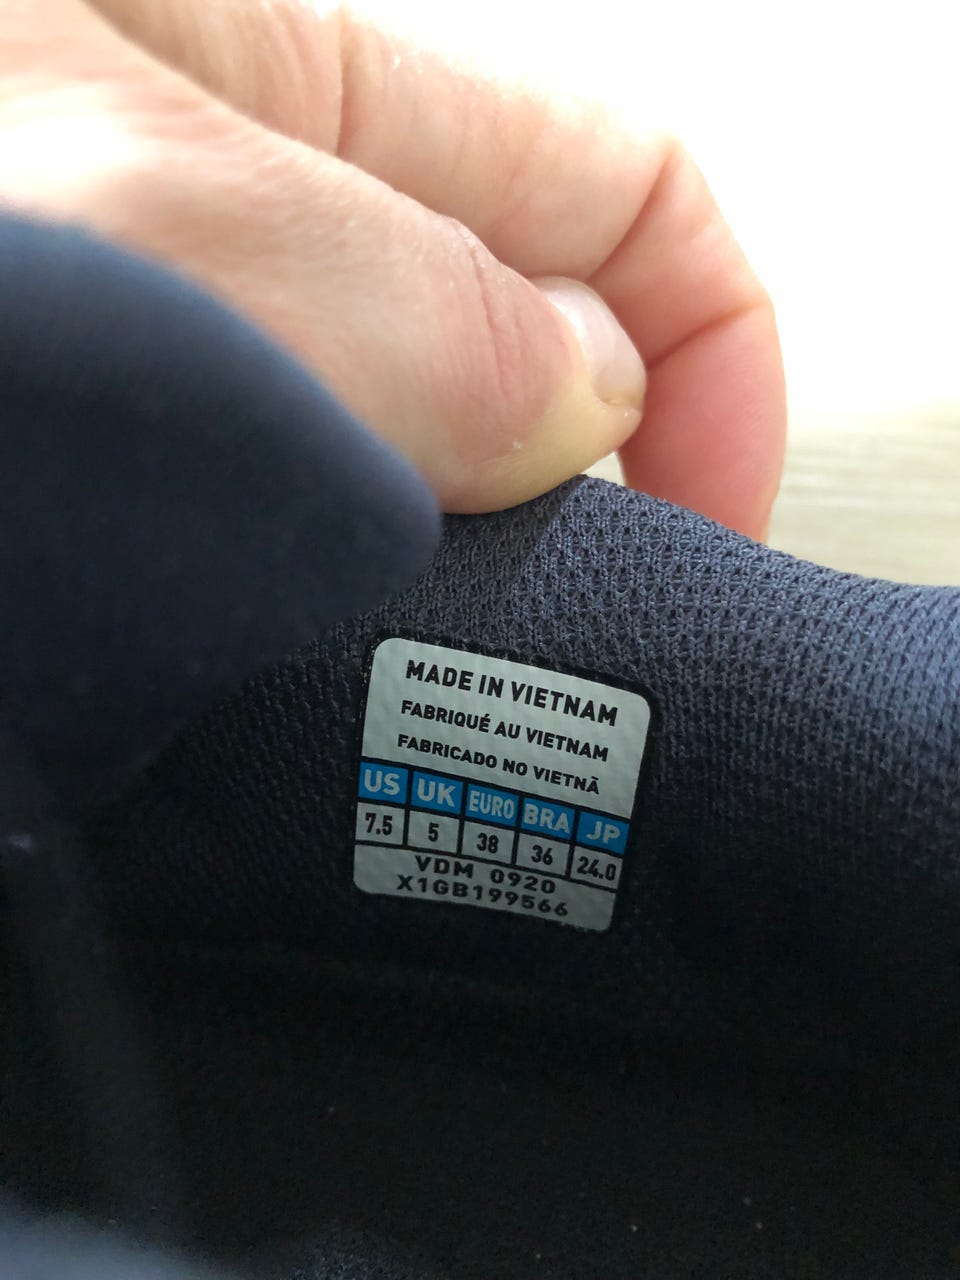 MADE IN VIETNAM
FABRIQUÉ AU VIETNAM
FABRICADO NO VIETNÃ
US UK EURO BRA JP
7.5 5 38 36 24.0
VDM 0920
X1GB199566